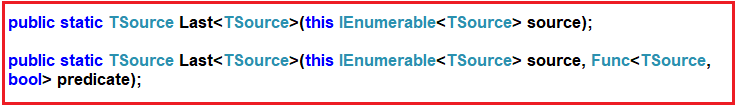 public static TSource Last<TSource>(this IEnumerable<TSource> source);
public static TSource Last<TSource>(this IEnumerable<TSource> source, Func<TSource,
bool> predicate);